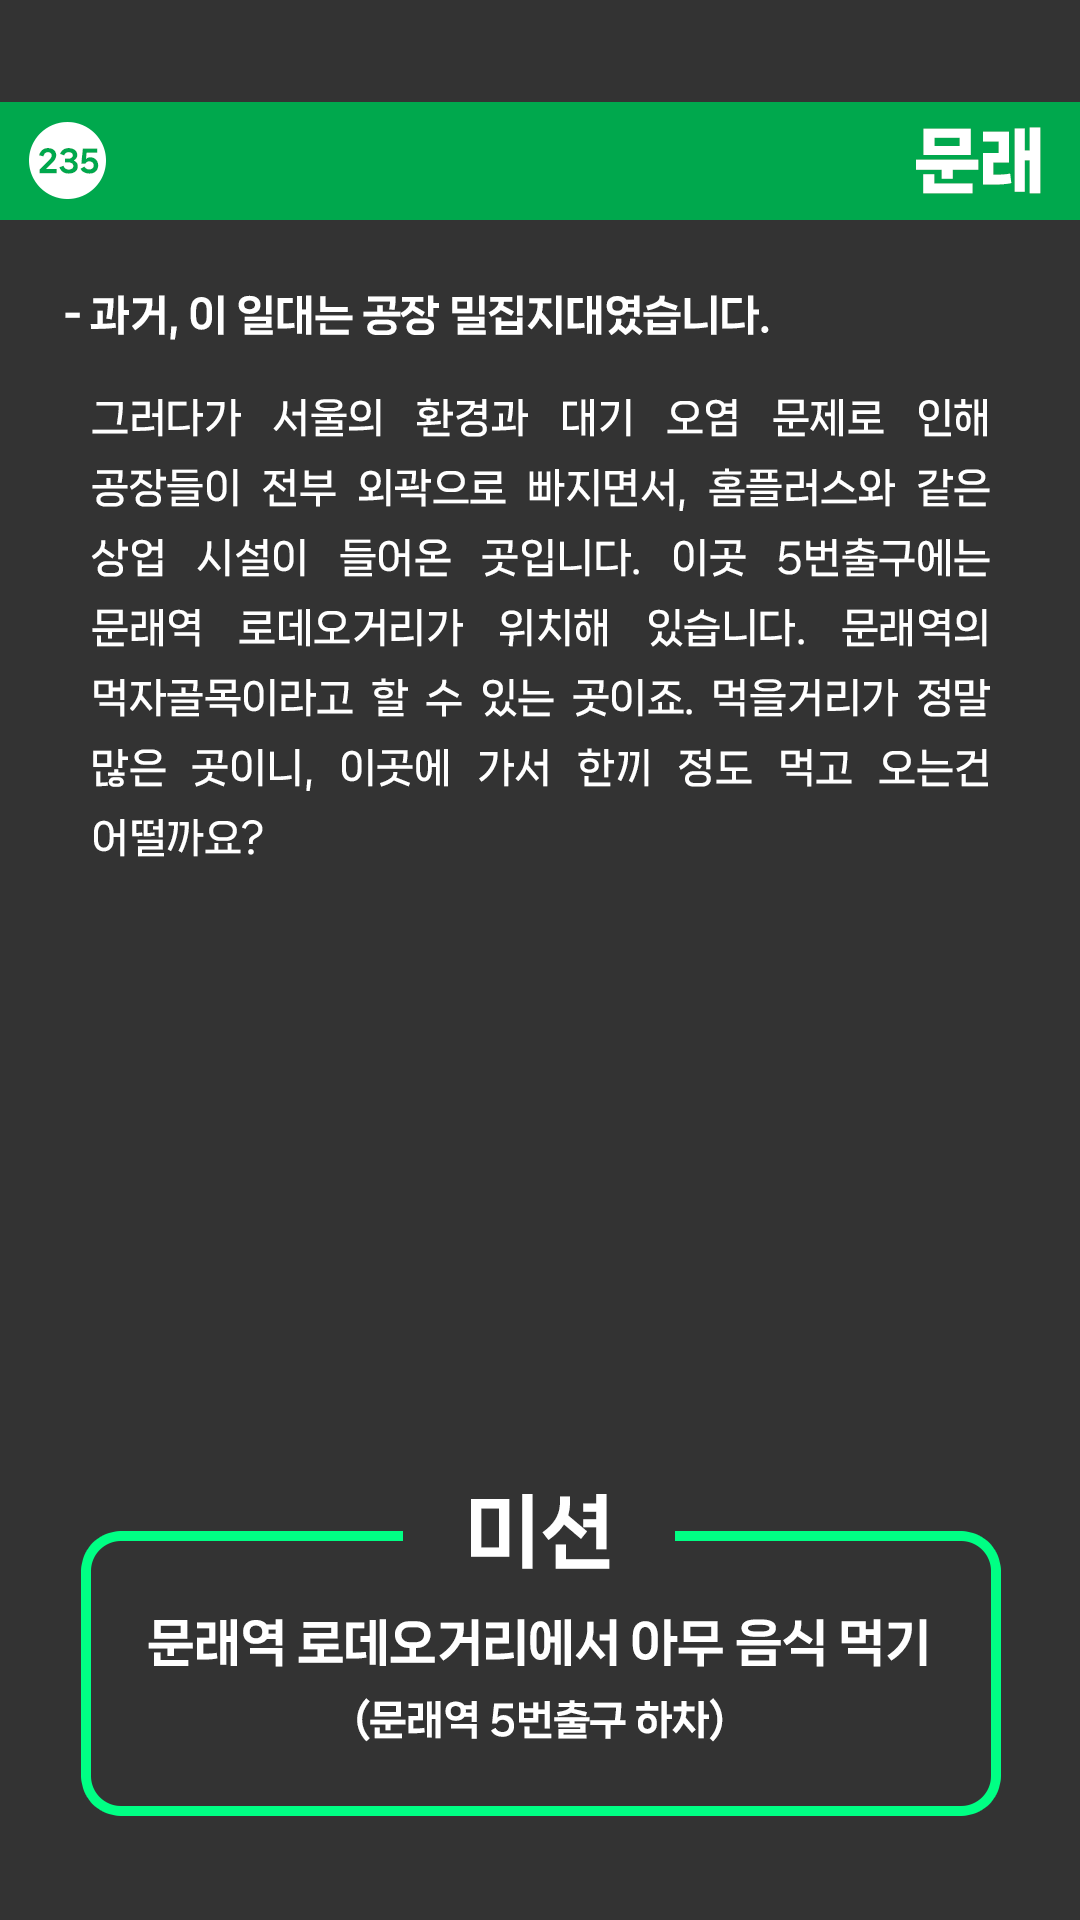 235
문래
- 과거, 이 일대는 공장 밀집지대였습니다.
그러다가 서울의 환경과 대기 오염 문제로 인해
공장들이 전부 외곽으로 빠지면서, 홈플러스와 같은
상업 시설이 들어온 곳입니다. 이곳 5번출구에는
문래역 로데오거리가 위치해 있습니다. 문래역의
먹자골목이라고 할 수 있는 곳이죠. 먹을거리가 정말
많은 곳이니, 이곳에 가서 한끼 정도 먹고 오는건
어떨까요?
미션
문래역 로데오거리에서 아무 음식 먹기
(문래역 5번출구 하차)